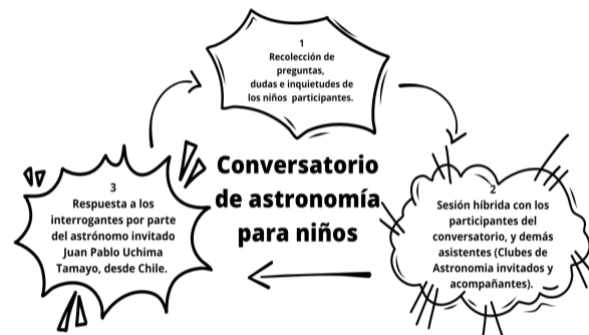 1
Recolección de
preguntas,
dudas e inquietudes de
los niños participantes.
Conversatorio
de astronomía
para niños
2
Sesión híbrida con los
participantes del
conversatorio, y demás
asistentes (Clubes de
Astronomia invitados y
acompañantes).
3
Respuesta a los
interrogantes por parte
del astrónomo invitado
Juan Pablo Uchima
Tamayo, desde Chile.